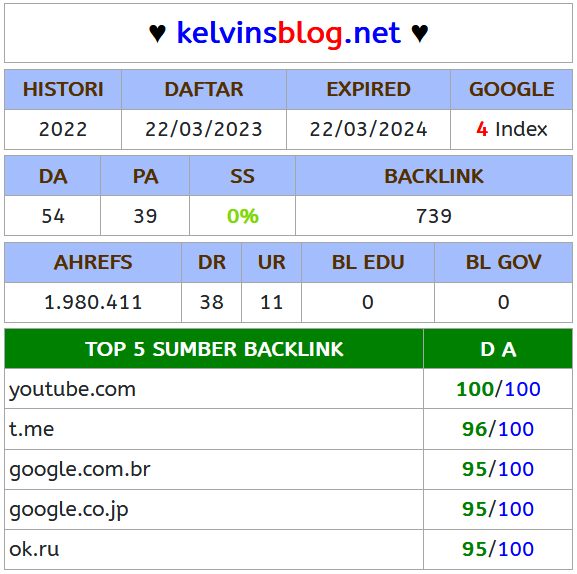 ♥ kelvinsblog.net ♥
HISTORI DAFTAR EXPIRED GOOGLE
2022 22/03/2023 22/03/2024 4 Index
DA PA SS BACKLINK
54 39 0% 739
AHREFS DR UR BL EDU BL GOV
1.980.411 38 11 0 0
TOP 5 SUMBER BACKLINK D A
youtube.com 100/100
t.me 96/100
google.com.br 95/100
google.co.jp 95/100
ok.ru 95/100